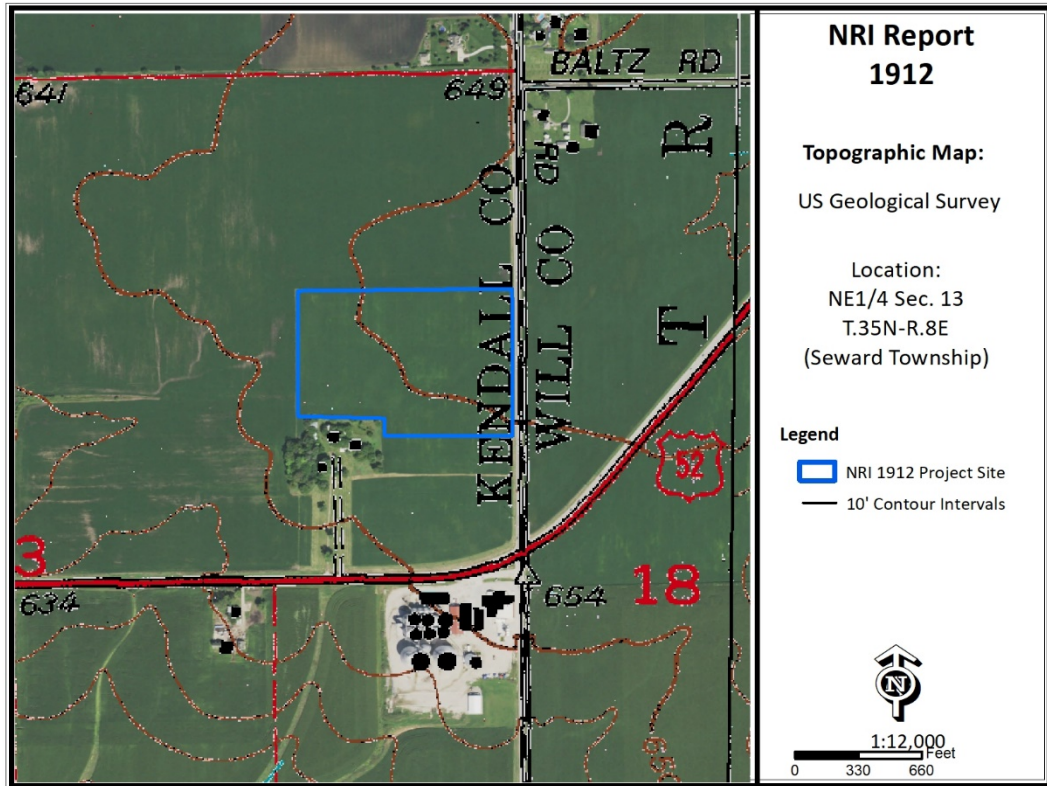 NRI Report
1912
Topographic Map:
US Geological Survey
Location:
NE1/4 Sec. 13
T.35N-R.8E
(Seward Township)
Legend
NRI 1912 Project Site
10' Contour Intervals
N
1:12,000
Feet
0 330 660
BALTZ RD
641
649
RD
R
T
KENDALL CO
WILL CO
52
3
18
634
654